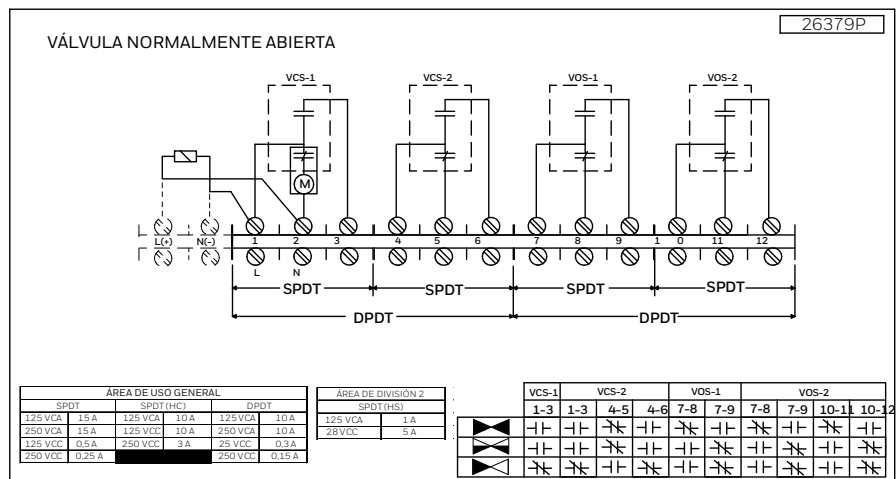 26379P
VÁLVULA NORMALMENTE ABIERTA
VCS-1 VCS-2 VOS-1 VOS-2
M
L(+) N(-) 1 2 3 4 5 6 7 8 9 1 0 11 12
L N
SPDT SPDT SPDT SPDT
DPDT DPDT
ÁREA DE USO GENERAL
SPDT SPDT (HC) DPDT
125 VCA 15 A 125 VCA 10 A 125 VCA 10 A
250 VCA 15 A 125 VCC 10 A 250 VCA 10 A
125 VCC 0,5 A 250 VCC 3 A 25 VCC 0,3 A
250 VCC 0,25 A 250 VCC 0,15 A
ÁREA DE DIVISIÓN 2
SPDT (HS)
125 VCA 1 A
28 VCC 5 A
VCS-1 VCS-2 VOS-1 VOS-2
1-3 1-3 4-5 4-6 7-8 7-9 7-8 7-9 10-11 10-12